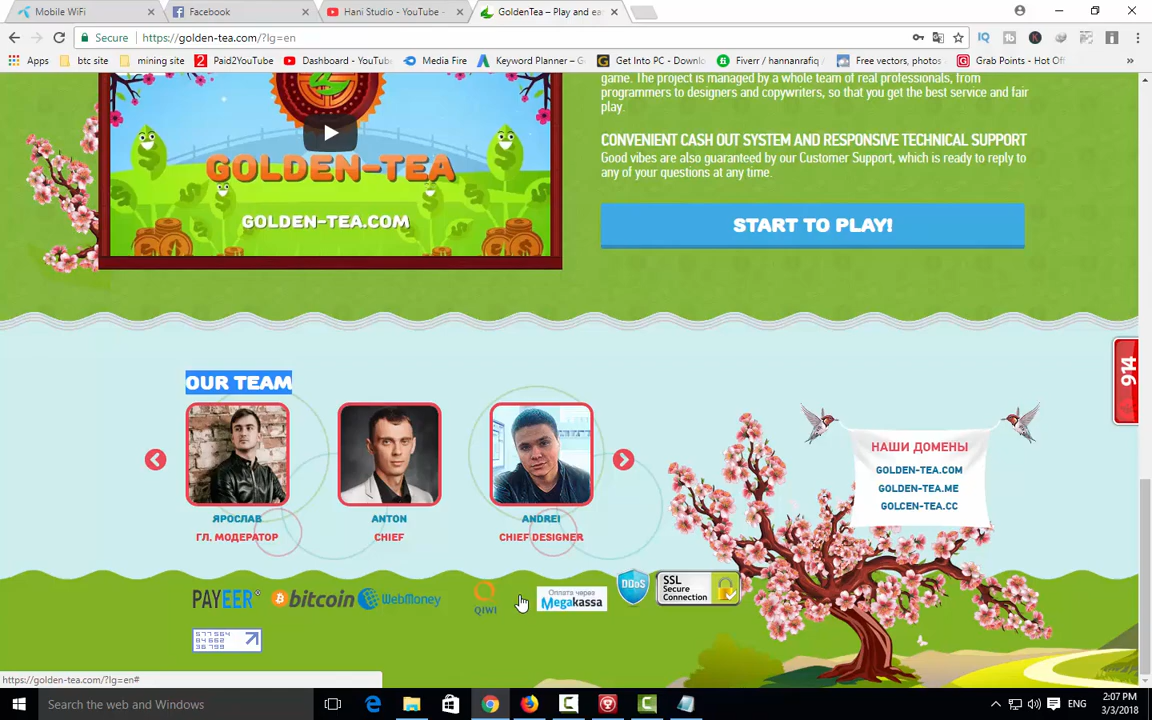 Mobile WiFi
Facebook
Hani Studio - YouTube -
GoldenTea – Play and ea
Secure
https://golden-tea.com/?lg=en
Apps
btc site
mining site
Paid2YouTube
Dashboard - YouTub
Media Fire
Keyword Planner –
Get Into PC - Downlo
Fiverr / hannanrafiq
Free vectors, photos
Grab Points - Hot Off
game. The project is managed by a whole team of real professionals, from
programmers to designers and copywriters, so that you get the best service and fair
play.
CONVENIENT CASH OUT SYSTEM AND RESPONSIVE TECHNICAL SUPPORT
Good vibes are also guaranteed by our Customer Support, which is ready to reply to
any of your questions at any time.
GOLDEN-TEA
GOLDEN-TEA.COM
START TO PLAY!
914
OUR TEAM
ЯРОСЛАВ
ГЛ. МОДЕРАТОР
ANTON
CHIEF
ANDREI
CHIEF DESIGNER
НАШИ ДОМЕНЫ
GOLDEN-TEA.COM
GOLDEN-TEA.ME
GOLCEN-TEA.CC
PAYEER
bitcoin
WebMoney
QIWI
Оплата через
Megakassa
DDoS
SSL
Secure
Connection
577564
84662
36799
https://golden-tea.com/?lg=en#
Search the web and Windows
ENG
2:07 PM
3/3/2018